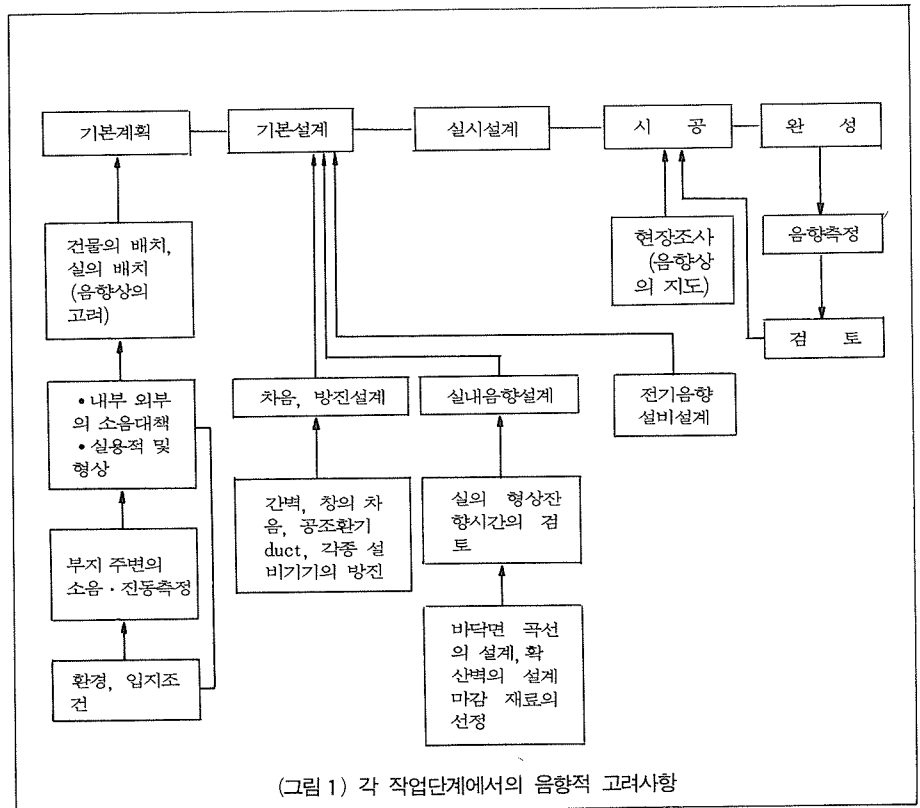 기본계획
기본설계
실시설계
시 공
완 성
건물의 배치,
실의 배치
(음향상의
고려)
• 내부 외부
의 소음대책
• 실용적 및
형상
부지 주변의
소음 · 진동측정
환경, 입지조
건
차음, 방진설계
간벽, 창의 차
음, 공조환기
duct, 각종 설
비기기의 방진
실내음향설계
실의 형상잔
향시간의 검
토
바닥면 곡선
의 설계, 확
산벽의 설계
마감 재료의
선정
전기음향
설비설계
현장조사
(음향상
의 지도)
음향측정
검 토
(그림 1) 각 작업단계에서의 음향적 고려사항